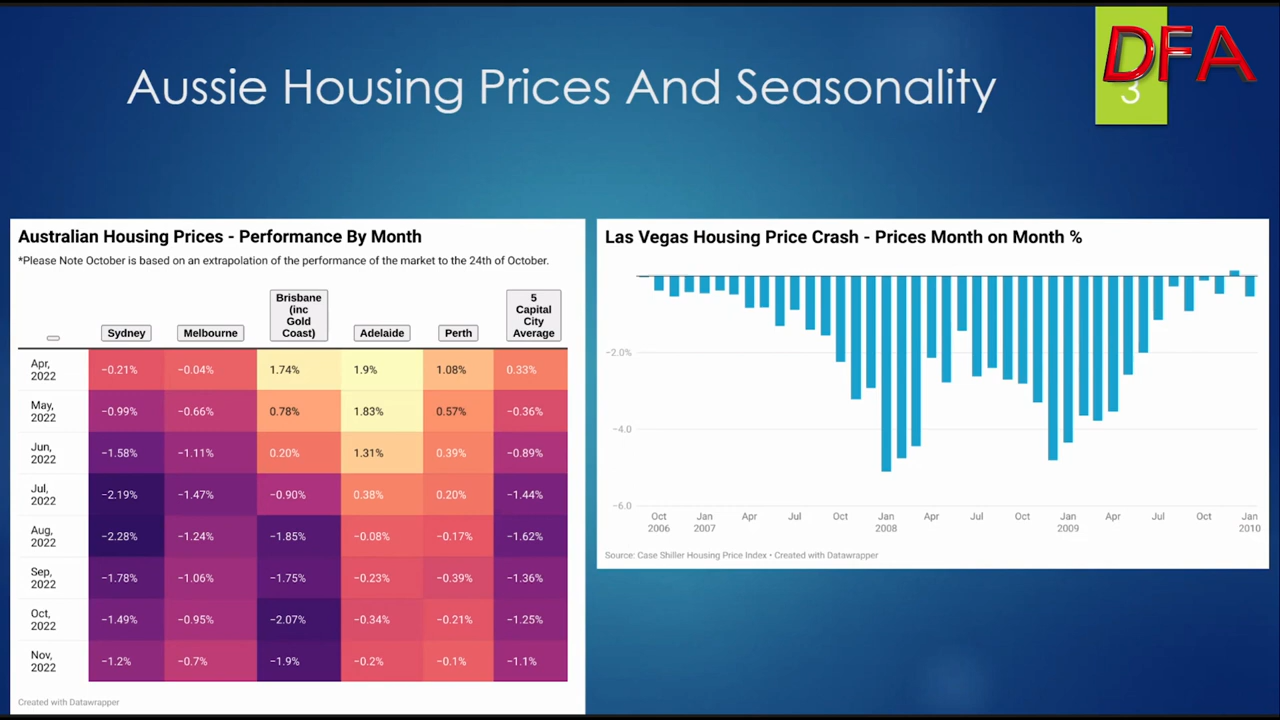 Aussie Housing Prices And Seasonality
DFA
3
Australian Housing Prices - Performance By Month
*Please Note October is based on an extrapolation of the performance of the market to the 24th of October.
Sydney Melbourne Brisbane (inc Gold Coast) Adelaide Perth 5 Capital City Average
Apr, 2022 −0.21% −0.04% 1.74% 1.9% 1.08% 0.33%
May, 2022 −0.99% −0.66% 0.78% 1.83% 0.57% −0.36%
Jun, 2022 −1.58% −1.11% 0.20% 1.31% 0.39% −0.89%
Jul, 2022 −2.19% −1.47% −0.90% 0.38% 0.20% −1.44%
Aug, 2022 −2.28% −1.24% −1.85% −0.08% −0.17% −1.62%
Sep, 2022 −1.78% −1.06% −1.75% −0.23% −0.39% −1.36%
Oct, 2022 −1.49% −0.95% −2.07% −0.34% −0.21% −1.25%
Nov, 2022 −1.2% −0.7% −1.9% −0.2% −0.1% −1.1%
Created with Datawrapper
Las Vegas Housing Price Crash - Prices Month on Month %
−2.0%
−4.0
−6.0
Oct Jan Apr Jul Oct Jan Apr Jul Oct Jan Apr Jul Oct Jan
2006 2007 2008 2009 2010
Source: Case Shiller Housing Price Index • Created with Datawrapper